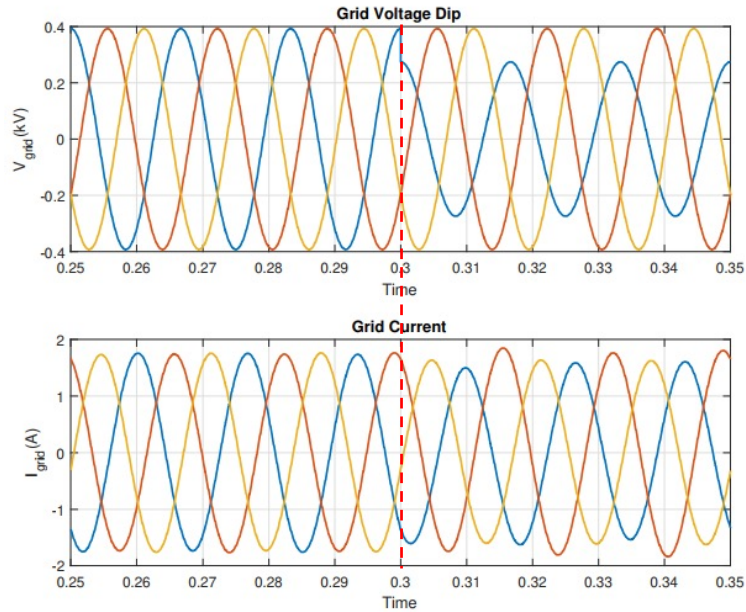 Grid Voltage Dip
0.4
0.2
0
-0.2
-0.4
V_grid (kV)
0.25 0.26 0.27 0.28 0.29 0.3 0.31 0.32 0.33 0.34 0.35
Time
Grid Current
2
1
0
-1
-2
I_grid (A)
0.25 0.26 0.27 0.28 0.29 0.3 0.31 0.32 0.33 0.34 0.35
Time